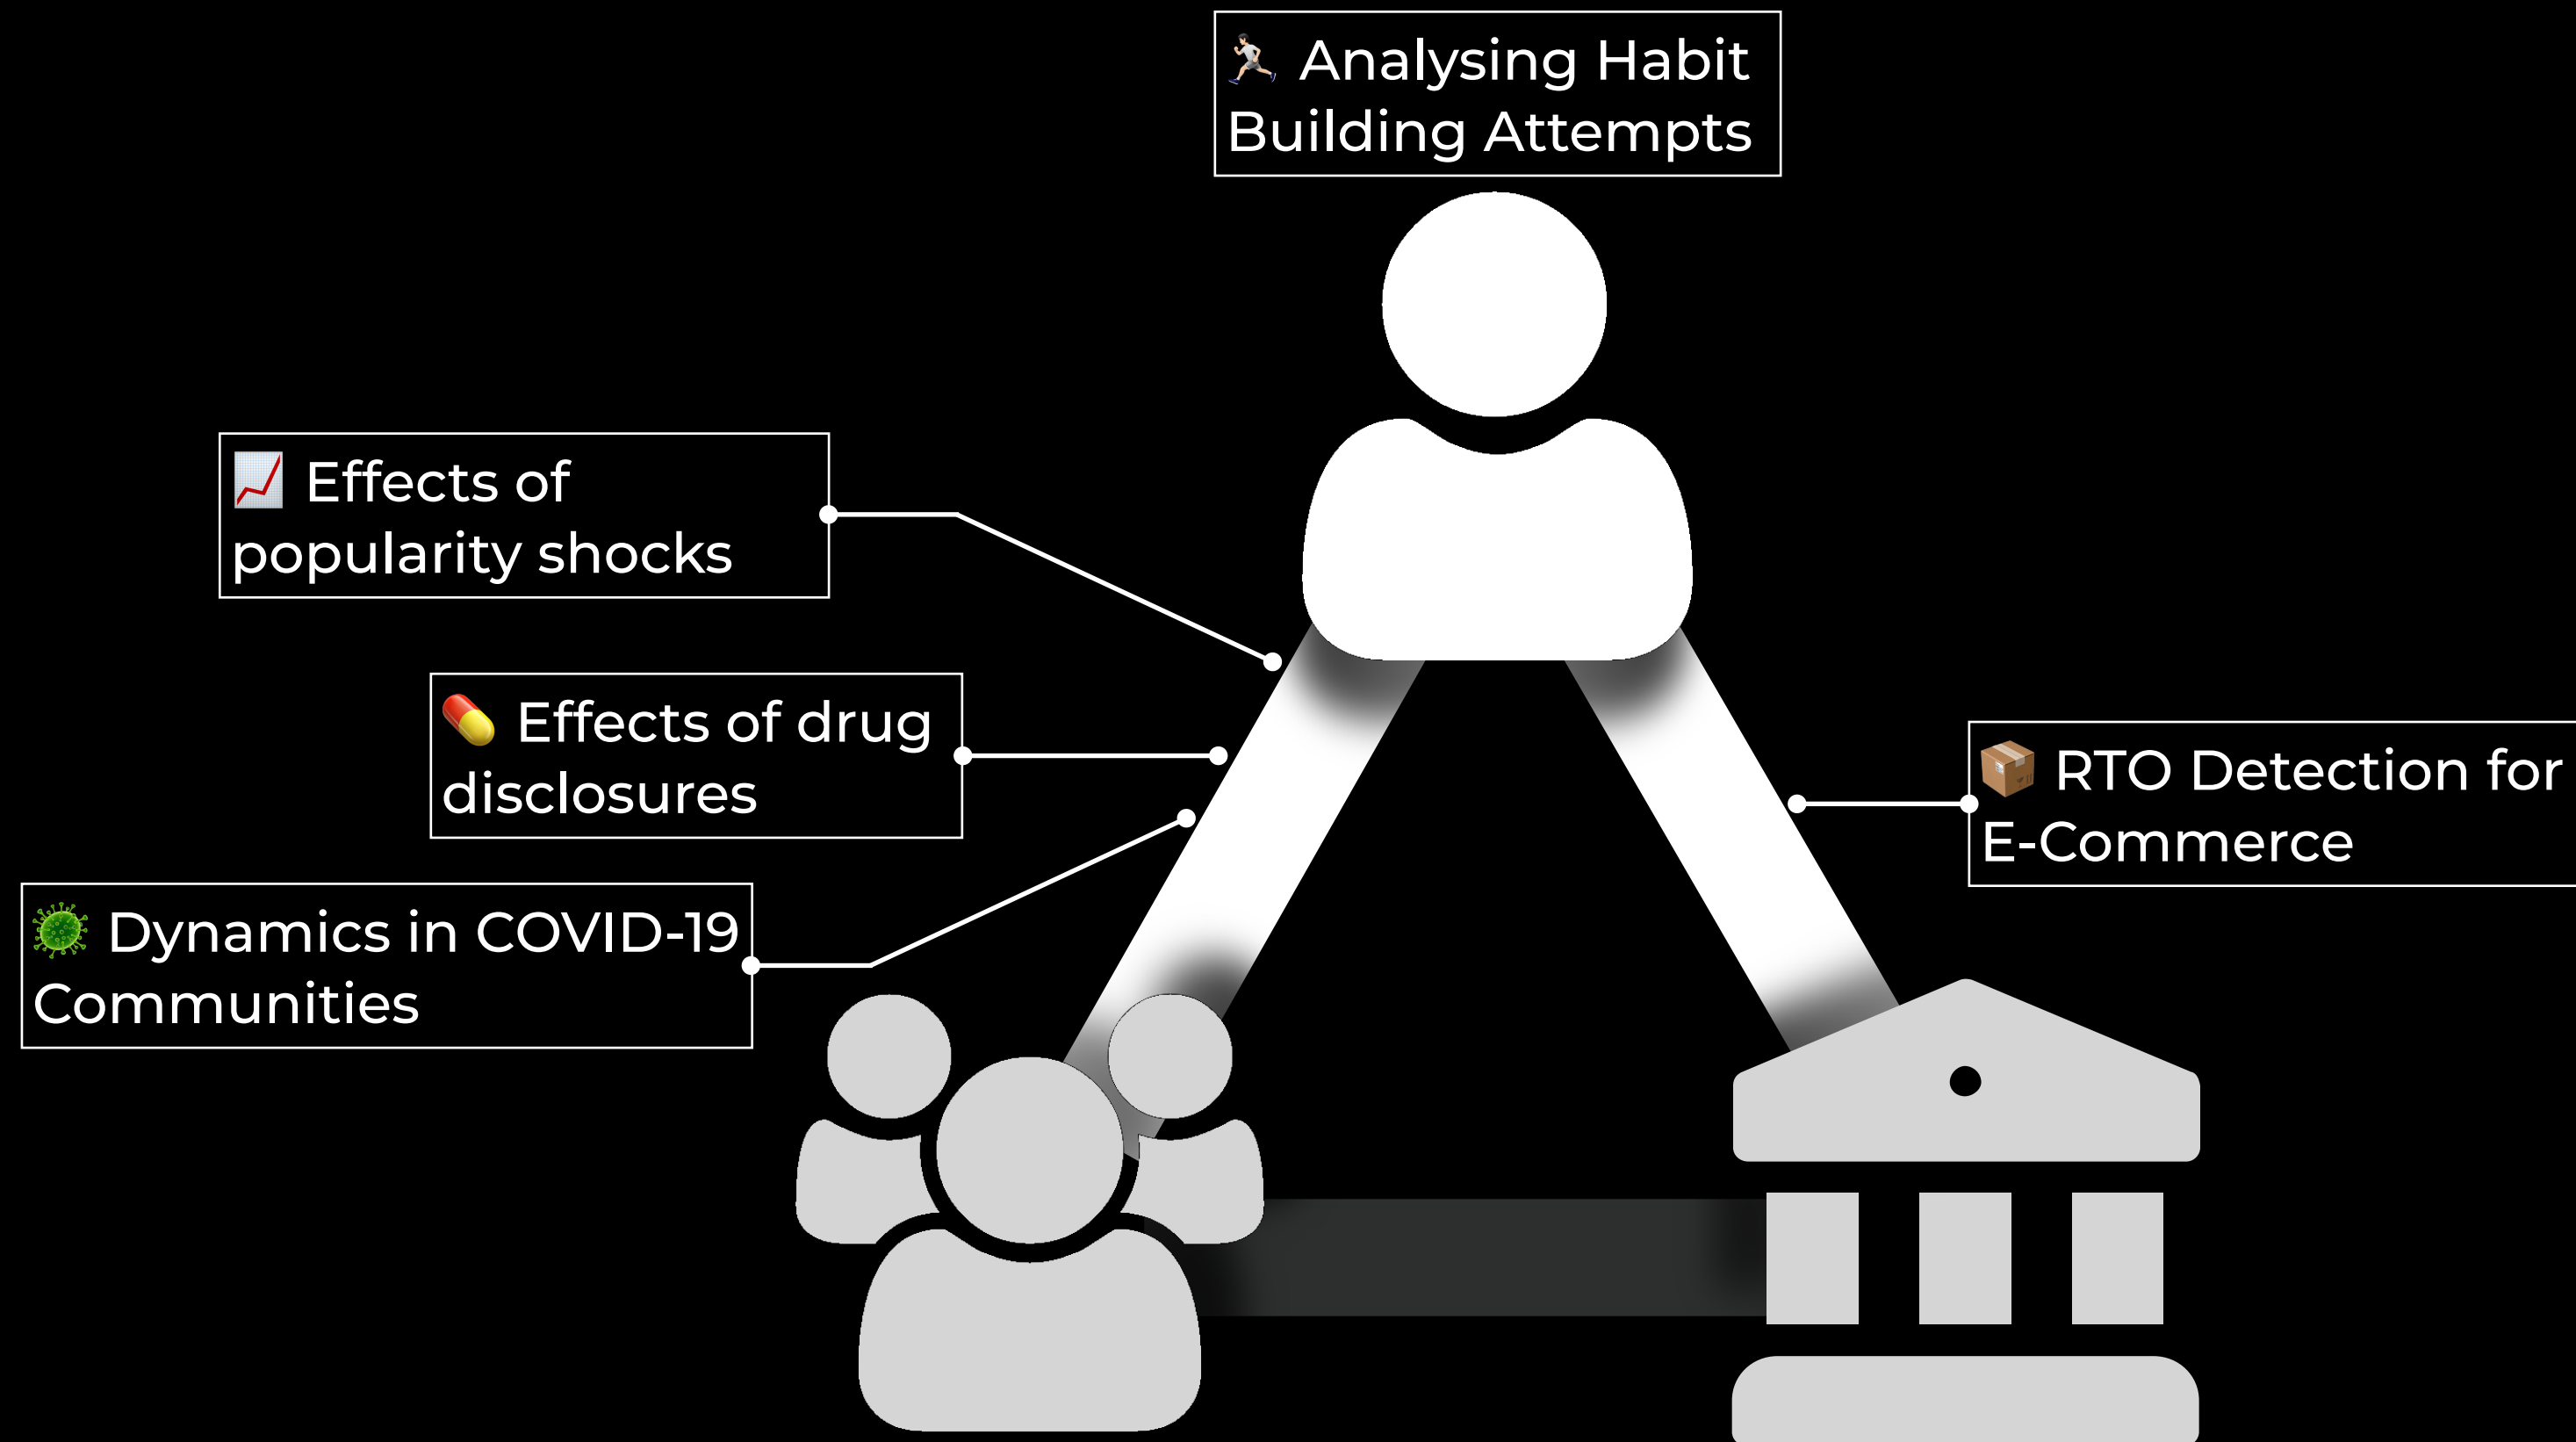 Analysing Habit
Building Attempts
Effects of
popularity shocks
Effects of drug
disclosures
RTO Detection for
E-Commerce
Dynamics in COVID-19
Communities